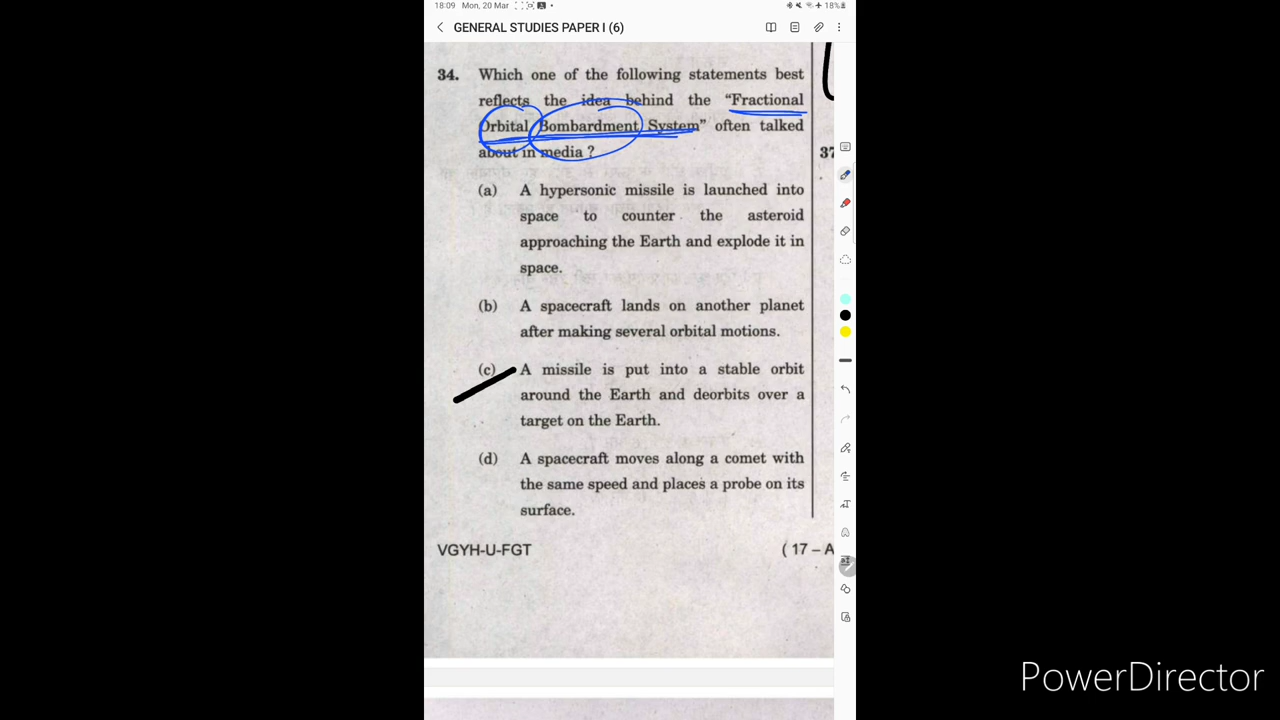 18:09 Mon, 20 Mar
18%
GENERAL STUDIES PAPER I (6)
34. Which one of the following statements best
reflects the idea behind the "Fractional
Orbital Bombardment System" often talked
about in media ?
37
(a) A hypersonic missile is launched into
space to counter the asteroid
approaching the Earth and explode it in
space.
(b) A spacecraft lands on another planet
after making several orbital motions.
(c) A missile is put into a stable orbit
around the Earth and deorbits over a
target on the Earth.
(d) A spacecraft moves along a comet with
the same speed and places a probe on its
surface.
VGYH-U-FGT
( 17 – A
PowerDirector